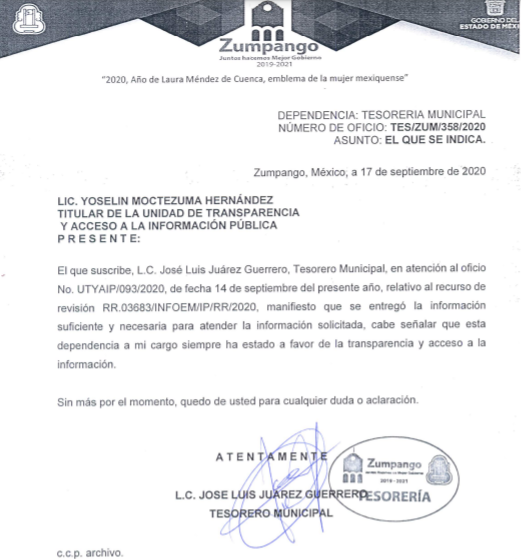 GOBIERNO DEL
ESTADO DE MÉXI
Zumpango
Juntos hacemos Mejor Gobierno
2019-2021
"2020, Año de Laura Méndez de Cuenca, emblema de la mujer mexiquense"
DEPENDENCIA: TESORERIA MUNICIPAL
NÚMERO DE OFICIO: TES/ZUM/358/2020
ASUNTO: EL QUE SE INDICA.
Zumpango, México, a 17 de septiembre de 2020
LIC. YOSELIN MOCTEZUMA HERNÁNDEZ
TITULAR DE LA UNIDAD DE TRANSPARENCIA
Y ACCESO A LA INFORMACIÓN PÚBLICA
P R E S E N T E:
El que suscribe, L.C. José Luis Juárez Guerrero, Tesorero Municipal, en atención al oficio
No. UTYAIP/093/2020, de fecha 14 de septiembre del presente año, relativo al recurso de
revisión RR.03683/INFOEM/IP/RR/2020, manifiesto que se entregó la información
suficiente y necesaria para atender la información solicitada, cabe señalar que esta
dependencia a mi cargo siempre ha estado a favor de la transparencia y acceso a la
información.
Sin más por el momento, quedo de usted para cualquier duda o aclaración.
A T E N T A M E N T E
L.C. JOSE LUIS JUÁREZ GUERRERO
TESORERO MUNICIPAL
Zumpango
Juntos hacemos Mejor Gobierno
2019 - 2021
TESORERÍA
c.c.p. archivo.